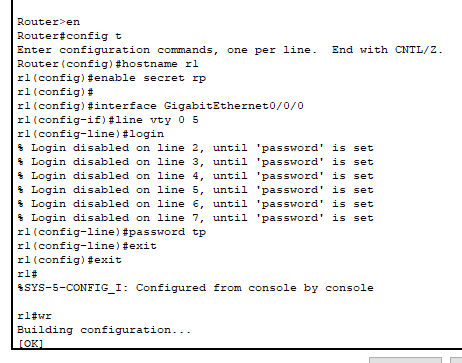 Router>en
Router#config t
Enter configuration commands, one per line.  End with CNTL/Z.
Router(config)#hostname r1
r1(config)#enable secret rp
r1(config)#
r1(config)#interface GigabitEthernet0/0/0
r1(config-if)#line vty 0 5
r1(config-line)#login
% Login disabled on line 2, until 'password' is set
% Login disabled on line 3, until 'password' is set
% Login disabled on line 4, until 'password' is set
% Login disabled on line 5, until 'password' is set
% Login disabled on line 6, until 'password' is set
% Login disabled on line 7, until 'password' is set
r1(config-line)#password tp
r1(config-line)#exit
r1(config)#exit
r1#
%SYS-5-CONFIG_I: Configured from console by console
r1#wr
Building configuration...
[OK]